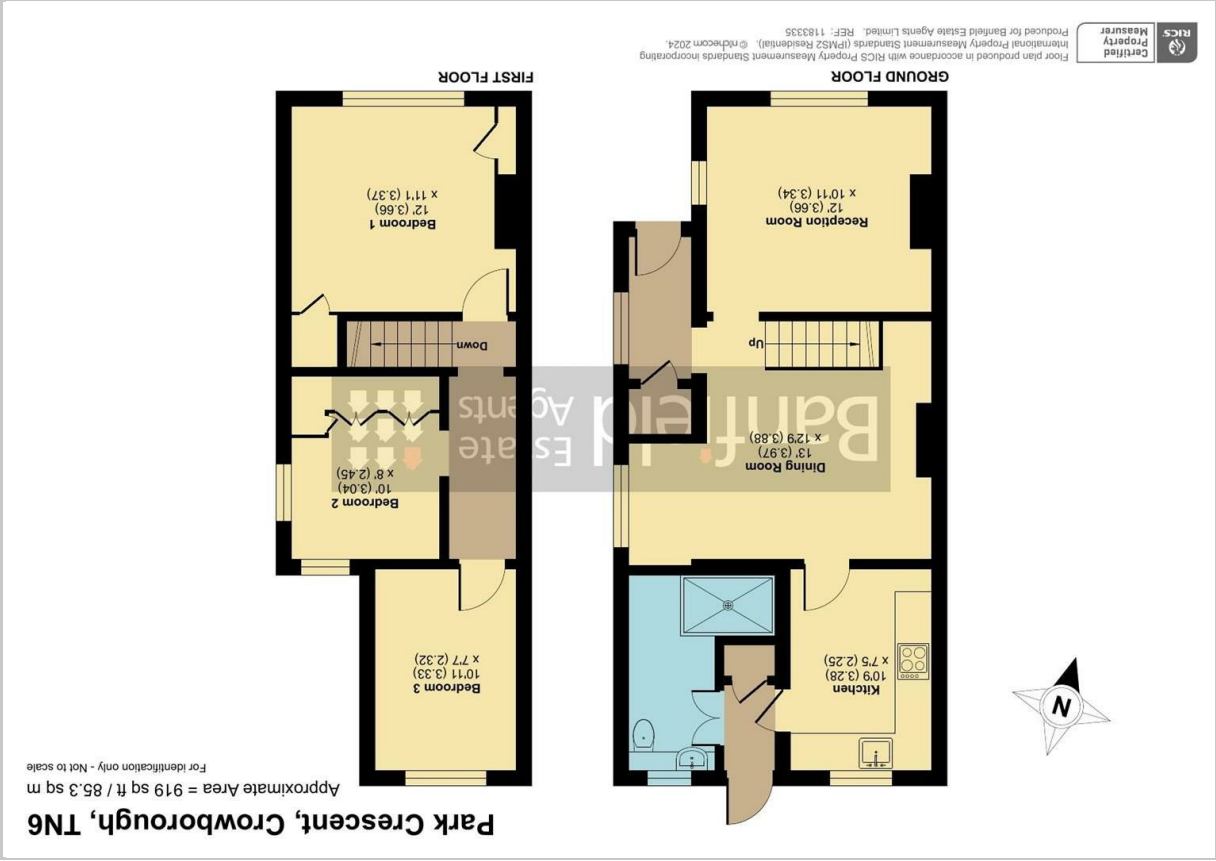 Park Crescent, Crowborough, TN6
Approximate Area = 919 sq ft / 85.3 sq m
For identification only - Not to scale
N
Kitchen
10'9 (3.28)
x 7'5 (2.25)
Bedroom 3
10'11 (3.33)
x 7'7 (2.32)
Dining Room
13' (3.97)
x 12'9 (3.88)
Bedroom 2
10' (3.04)
x 8' (2.45)
Banfield
Estate
Agents
Up
Down
Reception Room
12' (3.66)
x 10'11 (3.34)
Bedroom 1
12' (3.66)
x 11'1 (3.37)
GROUND FLOOR
FIRST FLOOR
RICS
Certified
Property
Measurer
Floor plan produced in accordance with RICS Property Measurement Standards incorporating
International Property Measurement Standards (IPMS2 Residential). © nichecom 2024.
Produced for Banfield Estate Agents Limited. REF: 1183335